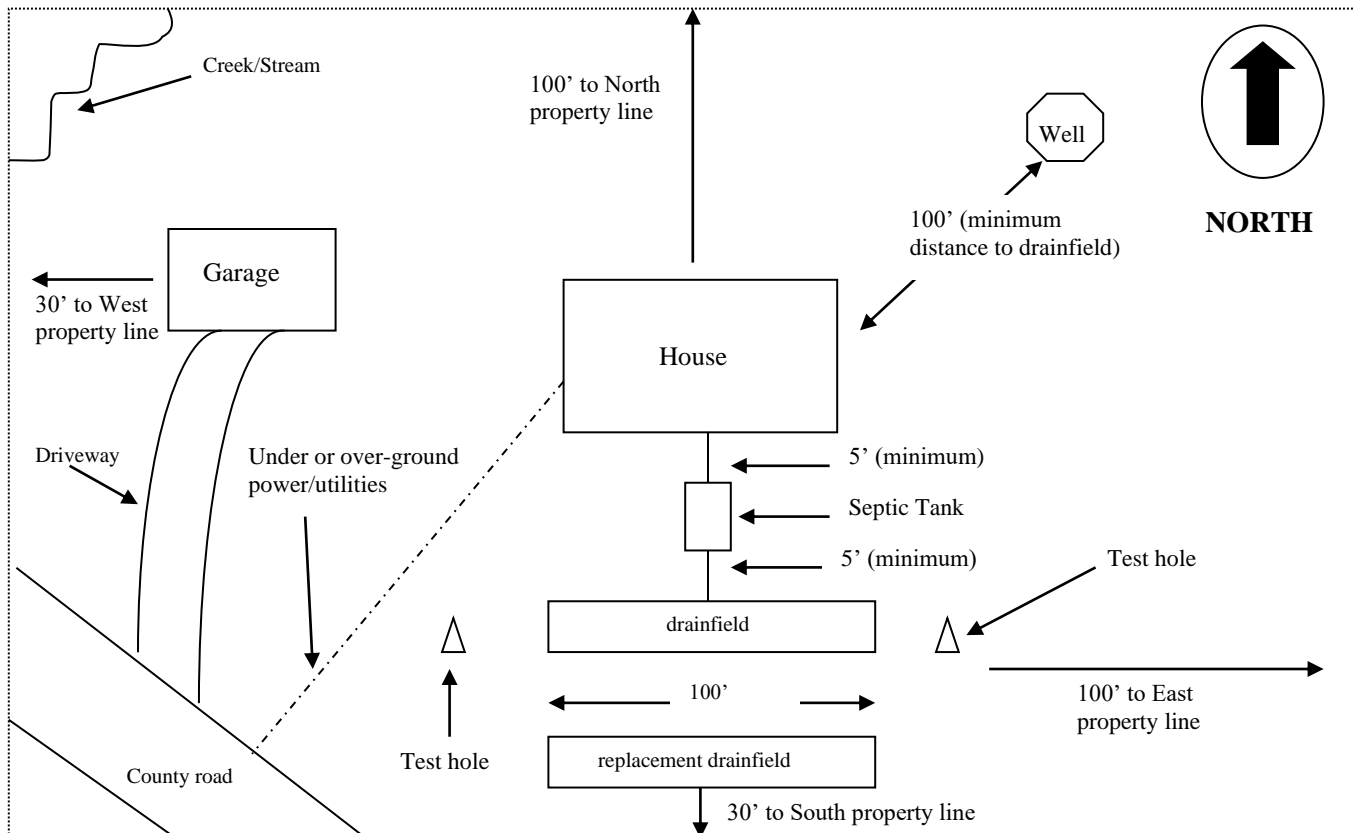 Creek/Stream
100’ to North
property line
Well
NORTH
100’ (minimum
distance to drainfield)
Garage
30’ to West
property line
House
Driveway
Under or over-ground
power/utilities
5’ (minimum)
Septic Tank
5’ (minimum)
Test hole
drainfield
100’
100’ to East
property line
Test hole
replacement drainfield
County road
30’ to South property line